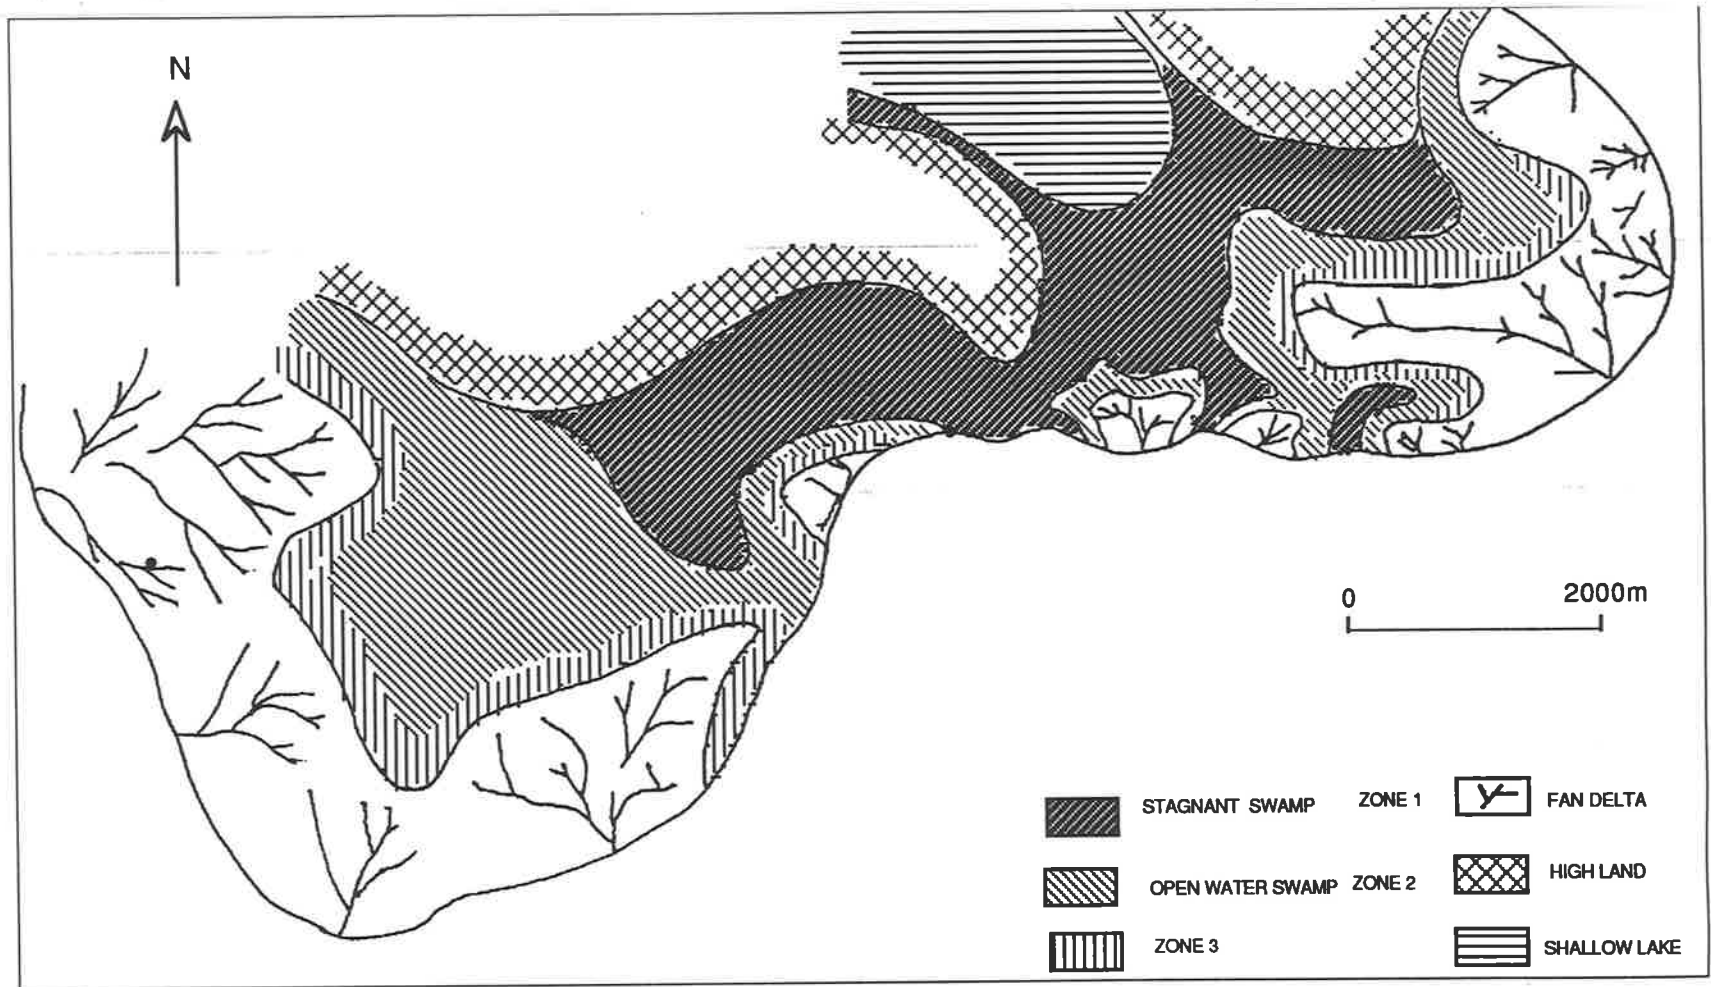 N
0 2000m
STAGNANT SWAMP ZONE 1
FAN DELTA
OPEN WATER SWAMP ZONE 2
HIGH LAND
ZONE 3
SHALLOW LAKE